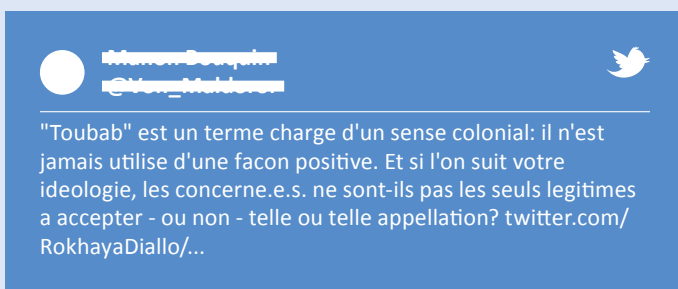 "Toubab" est un terme charge d'un sense colonial: il n'est
jamais utilise d'une facon positive. Et si l'on suit votre
ideologie, les concerne.e.s. ne sont-ils pas les seuls legitimes
a accepter - ou non - telle ou telle appellation? twitter.com/
RokhayaDiallo/...